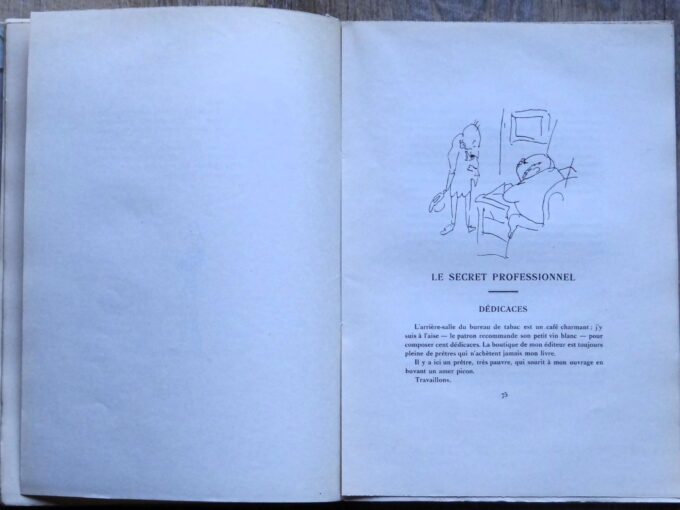 LE SECRET PROFESSIONNEL
DÉDICACES
L'arrière-salle du bureau de tabac est un café charmant ; j'y
suis à l'aise — le patron recommande son petit vin blanc — pour
composer cent dédicaces. La boutique de mon éditeur est toujours
pleine de prêtres qui n'achètent jamais mon livre.
Il y a ici un prêtre, très pauvre, qui sourit à mon ouvrage en
buvant un amer picon.
Travaillons.